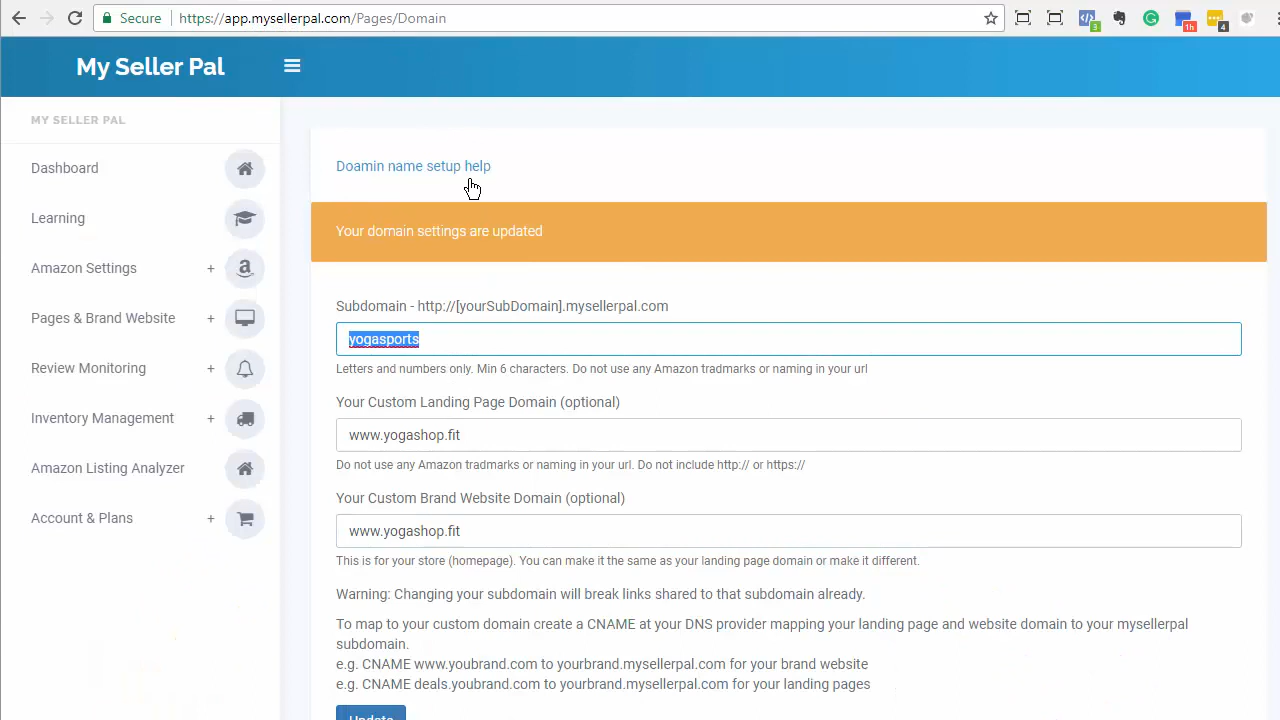 Secure https://app.mysellerpal.com/Pages/Domain
3
1h
4
My Seller Pal
MY SELLER PAL
Dashboard
Learning
Amazon Settings +
Pages & Brand Website +
Review Monitoring +
Inventory Management +
Amazon Listing Analyzer
Account & Plans +
Doamin name setup help
Your domain settings are updated
Subdomain - http://[yourSubDomain].mysellerpal.com
yogasports
Letters and numbers only. Min 6 characters. Do not use any Amazon tradmarks or naming in your url
Your Custom Landing Page Domain (optional)
www.yogashop.fit
Do not use any Amazon tradmarks or naming in your url. Do not include http:// or https://
Your Custom Brand Website Domain (optional)
www.yogashop.fit
This is for your store (homepage). You can make it the same as your landing page domain or make it different.
Warning: Changing your subdomain will break links shared to that subdomain already.
To map to your custom domain create a CNAME at your DNS provider mapping your landing page and website domain to your mysellerpal
subdomain.
e.g. CNAME www.youbrand.com to yourbrand.mysellerpal.com for your brand website
e.g. CNAME deals.youbrand.com to yourbrand.mysellerpal.com for your landing pages
Update